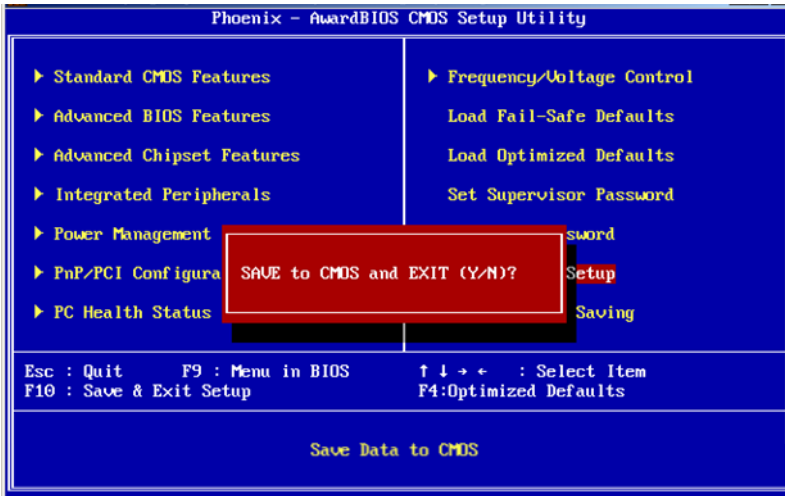 Phoenix - AwardBIOS CMOS Setup Utility
Standard CMOS Features
Advanced BIOS Features
Advanced Chipset Features
Integrated Peripherals
Power Management
PnP/PCI Configura
PC Health Status
Frequency/Voltage Control
Load Fail-Safe Defaults
Load Optimized Defaults
Set Supervisor Password
sword
Setup
Saving
SAVE to CMOS and EXIT (Y/N)?
Esc : Quit F9 : Menu in BIOS ↑ ↓ → ← : Select Item
F10 : Save & Exit Setup F4:Optimized Defaults
Save Data to CMOS